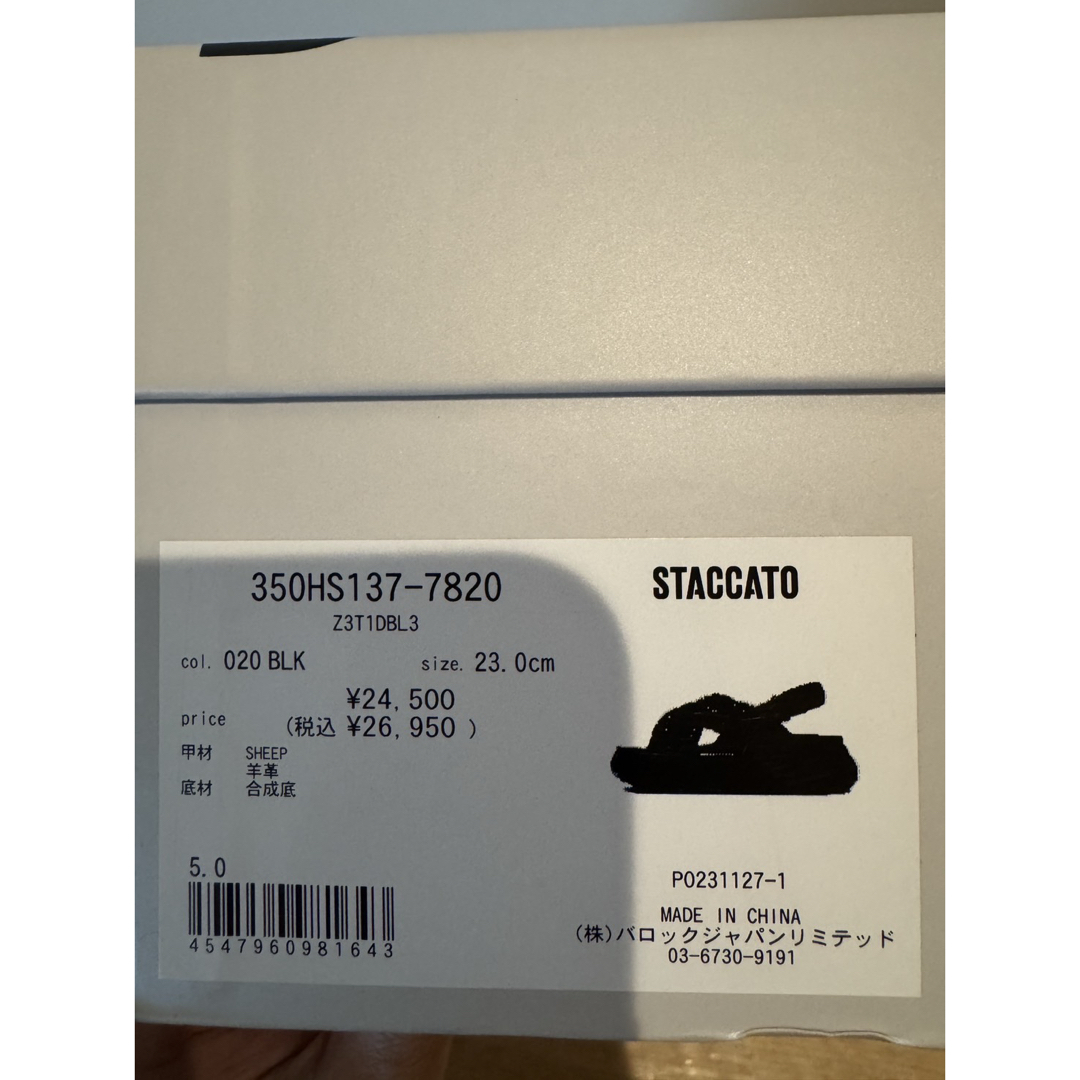 350HS137-7820
Z3T1DBL3
col. 020 BLK size. 23.0cm
¥24,500
price (税込 ¥26,950 )
甲材 SHEEP
羊革
底材 合成底
5.0
4547960981643
STACCATO
PO231127-1
MADE IN CHINA
(株)バロックジャパンリミテッド
03-6730-9191